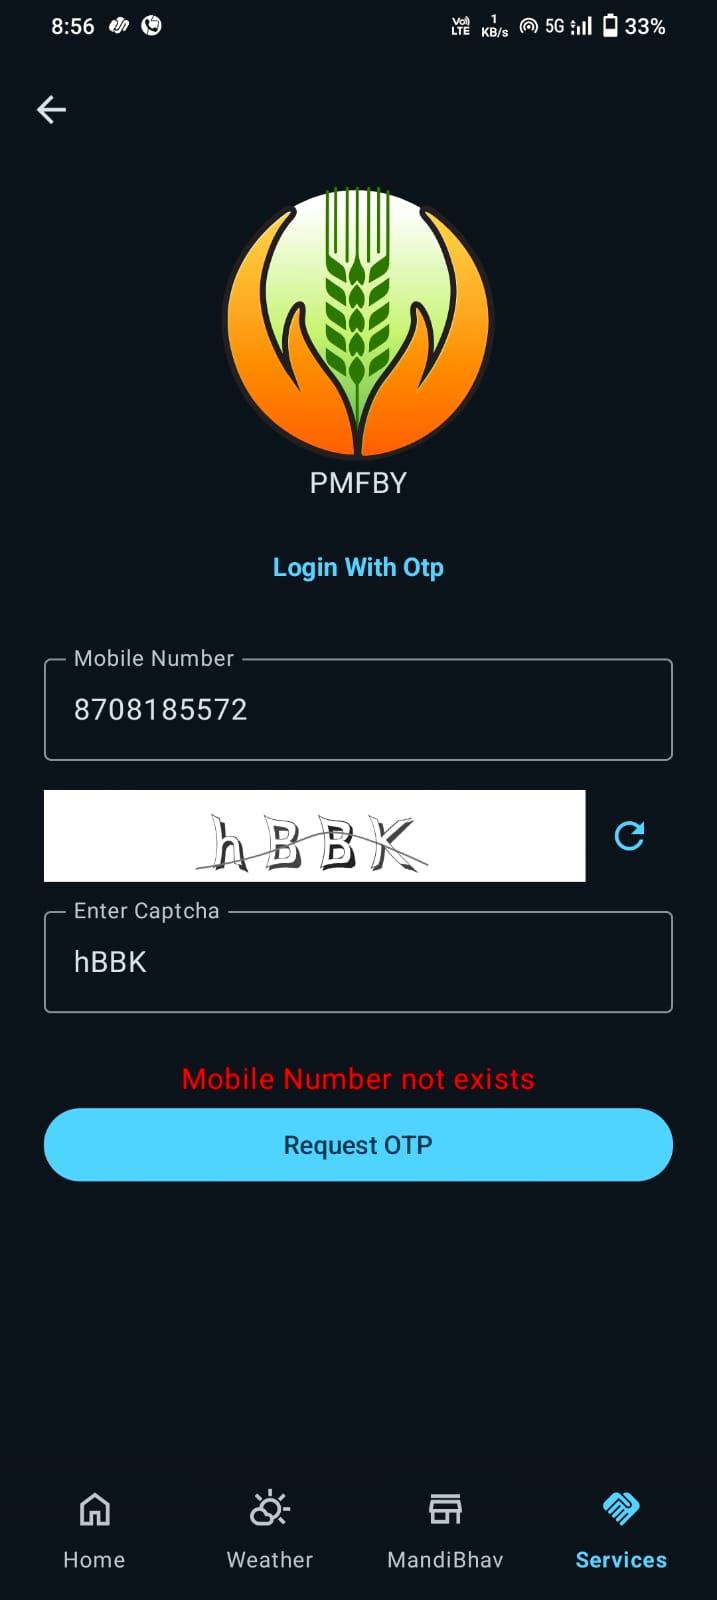 8:56 Vo) LTE 1 KB/s 5G 33%
PMFBY
Login With Otp
Mobile Number
8708185572
hBBK
Enter Captcha
hBBK
Mobile Number not exists
Request OTP
Home Weather MandiBhav Services